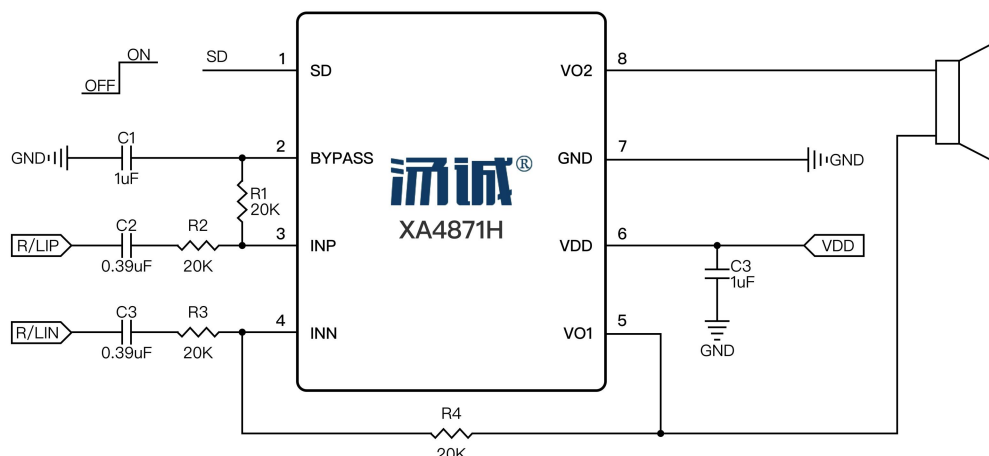 ON
OFF
SD
1
SD
VO2
8
GND
C1
1uF
2
BYPASS
R1
20K
汤诚®
XA4871H
GND
7
GND
R/LIP
C2
0.39uF
R2
20K
3
INP
VDD
6
VDD
C3
1uF
GND
R/LIN
C3
0.39uF
R3
20K
4
INN
VO1
5
R4
20K